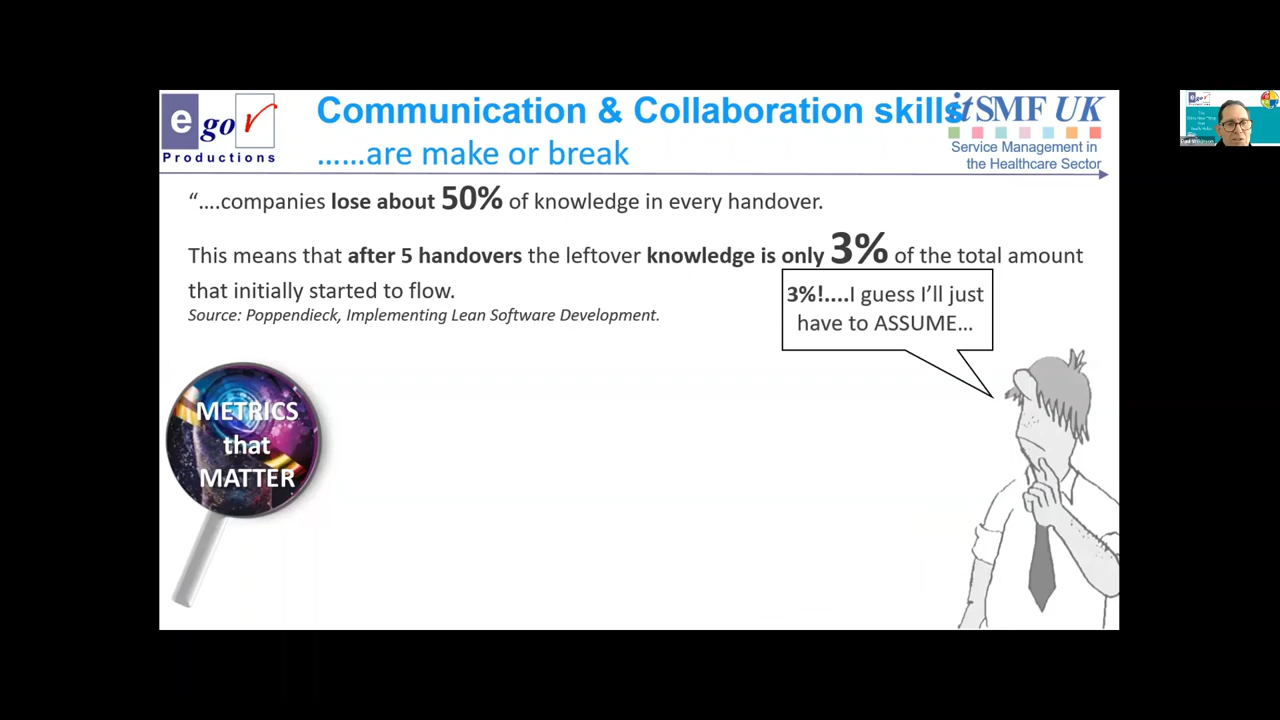 ego r
Productions
Communication & Collaboration skills
……are make or break
itSMF UK
Service Management in
the Healthcare Sector
“….companies lose about 50% of knowledge in every handover.
This means that after 5 handovers the leftover knowledge is only 3% of the total amount
that initially started to flow.
Source: Poppendieck, Implementing Lean Software Development.
3%!....I guess I’ll just
have to ASSUME…
METRICS
that
MATTER
Paul Wilkinson